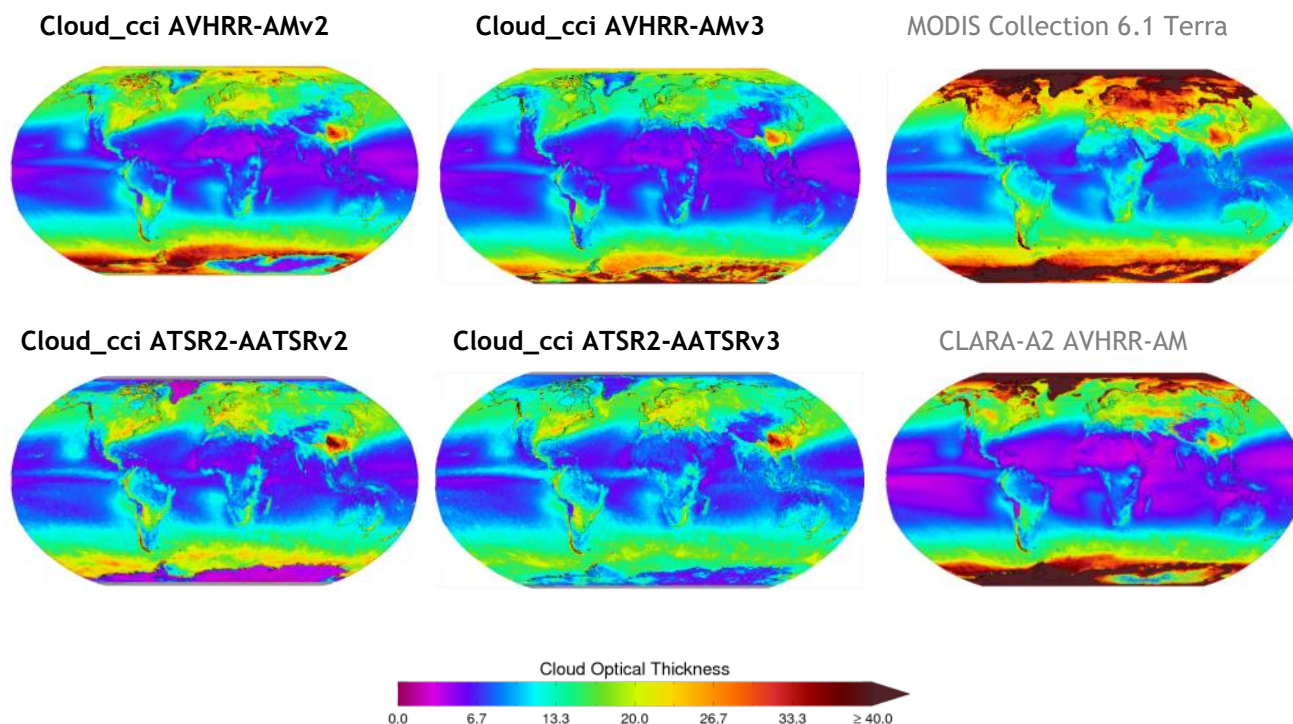 Cloud_cci AVHRR-AMv2
Cloud_cci AVHRR-AMv3
MODIS Collection 6.1 Terra
Cloud_cci ATSR2-AATSRv2
Cloud_cci ATSR2-AATSRv3
CLARA-A2 AVHRR-AM
Cloud Optical Thickness
0.0 6.7 13.3 20.0 26.7 33.3 ≥ 40.0